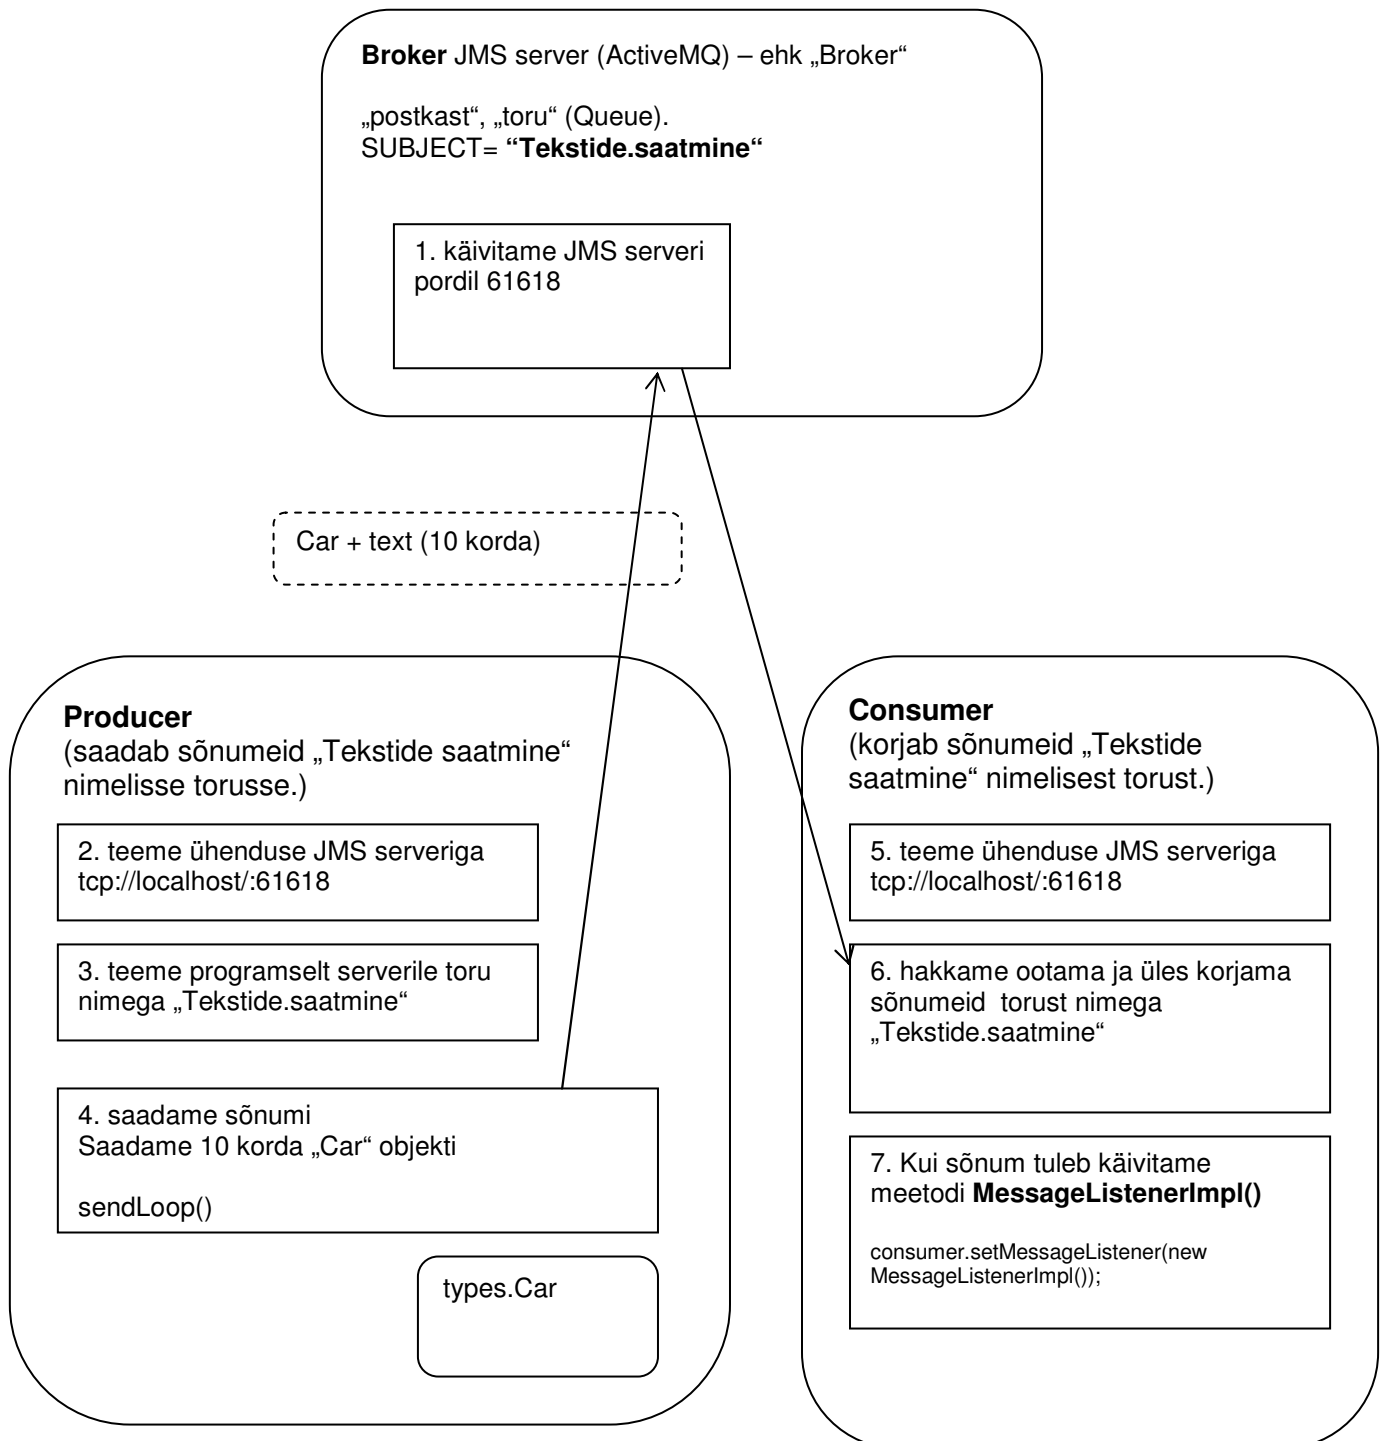 Broker JMS server (ActiveMQ) – ehk „Broker“
„postkast“, „toru“ (Queue).
SUBJECT= “Tekstide.saatmine“
1. käivitame JMS serveri
pordil 61618
Car + text (10 korda)
Producer
(saadab sõnumeid „Tekstide saatmine“
nimelisse torusse.)
2. teeme ühenduse JMS serveriga
tcp://localhost/:61618
3. teeme programselt serverile toru
nimega „Tekstide.saatmine“
4. saadame sõnumi
Saadame 10 korda „Car“ objekti
sendLoop()
types.Car
Consumer
(korjab sõnumeid „Tekstide
saatmine“ nimelisest torust.)
5. teeme ühenduse JMS serveriga
tcp://localhost/:61618
6. hakkame ootama ja üles korjama
sõnumeid  torust nimega
„Tekstide.saatmine“
7. Kui sõnum tuleb käivitame
meetodi MessageListenerImpl()
consumer.setMessageListener(new
MessageListenerImpl());